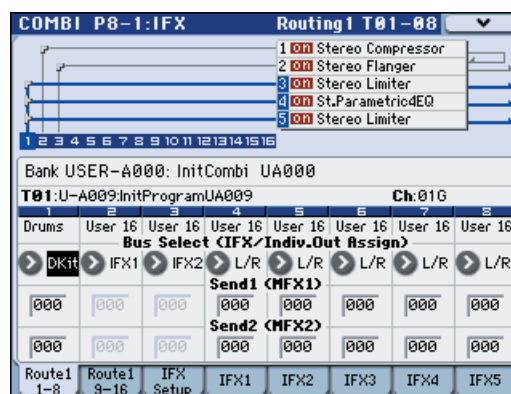 COMBI P8-1:IFX Routing1 T01-08
1 on Stereo Compressor
2 on Stereo Flanger
3 on Stereo Limiter
4 on St.Parametric4EQ
5 on Stereo Limiter
1 2 3 4 5 6 7 8 9 10 11 12 13 14 15 16
Bank USER-A000: InitCombi UA000
T01:U-A009:InitProgramUA009 Ch:01G
1 2 3 4 5 6 7 8
Drums User 16 User 16 User 16 User 16 User 16 User 16 User 16
Bus Select (IFX/Indiv.Out Assign)
DKit IFX1 IFX2 L/R L/R L/R L/R L/R
Send1 (MFX1)
000 000 000 000 000 000 000 000
Send2 (MFX2)
000 000 000 000 000 000 000 000
Route1 1-8 Route1 9-16 IFX Setup IFX1 IFX2 IFX3 IFX4 IFX5